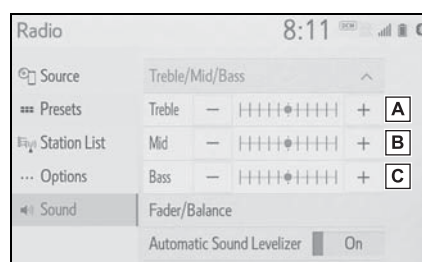 Radio 8:11 DCM
Source
Presets
Station List
Options
Sound
Treble/Mid/Bass
Treble − + A
Mid − + B
Bass − + C
Fader/Balance
Automatic Sound Levelizer On